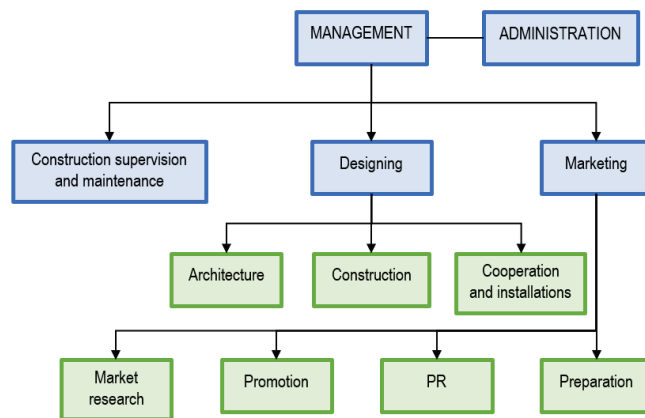 MANAGEMENT
ADMINISTRATION
Construction supervision
and maintenance
Designing
Marketing
Architecture
Construction
Cooperation
and installations
Market
research
Promotion
PR
Preparation